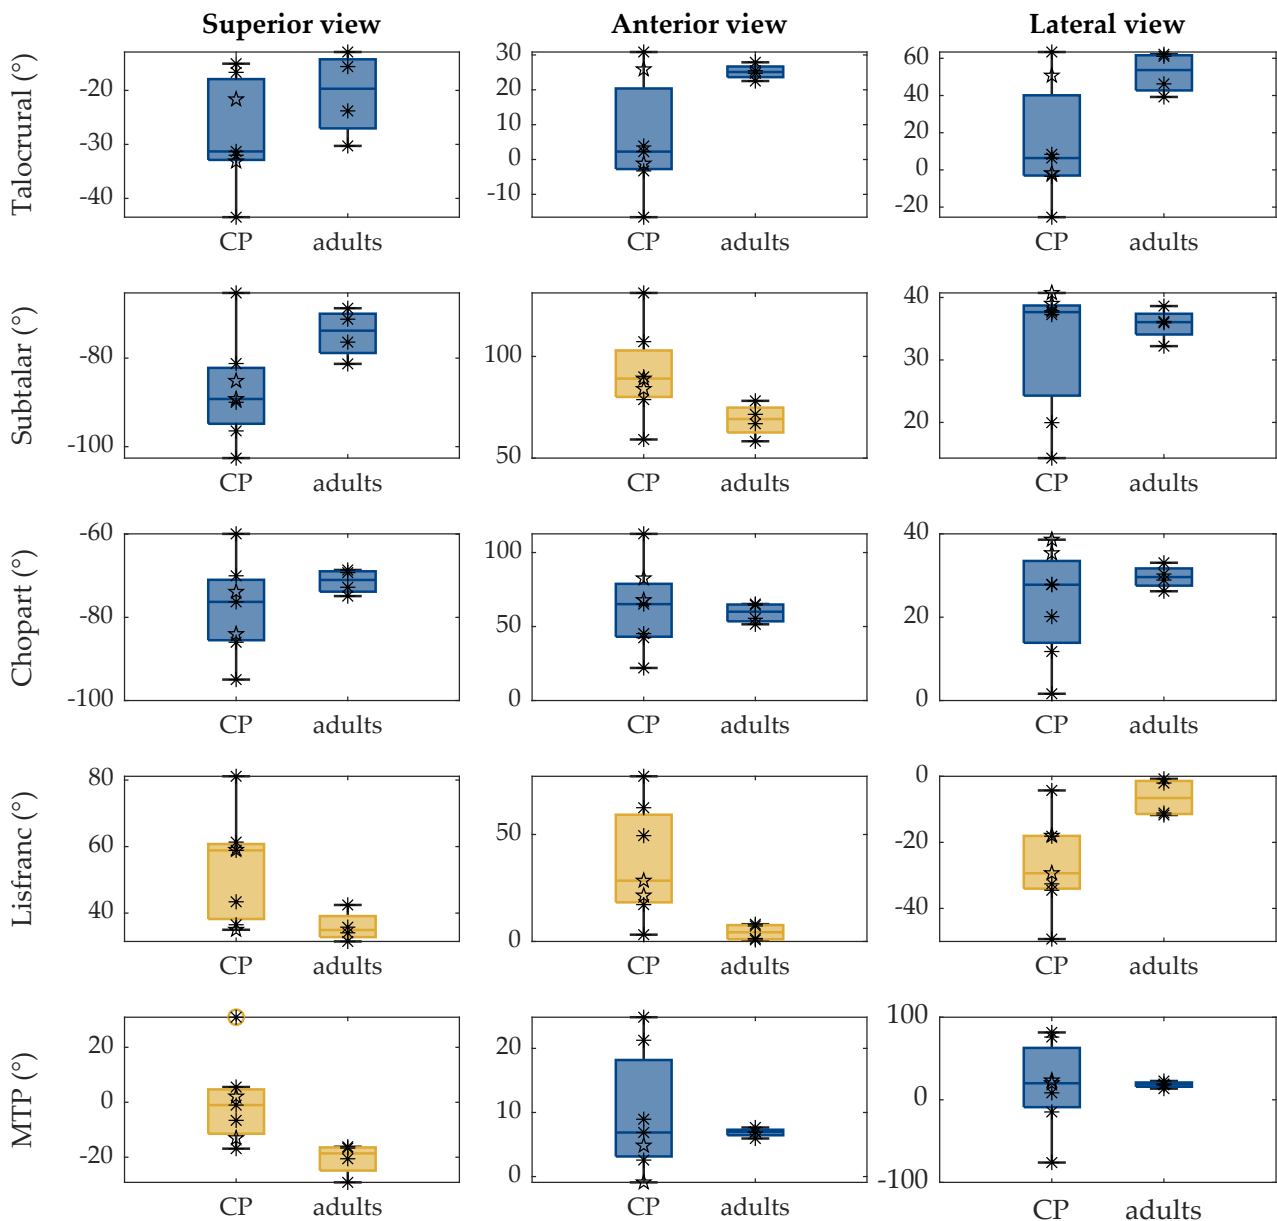 Superior view Anterior view Lateral view
Talocrural (°)
-20
-30
-40
CP adults
30
20
10
0
-10
CP adults
60
40
20
0
-20
CP adults
Subtalar (°)
-80
-100
CP adults
100
50
CP adults
40
30
20
CP adults
Chopart (°)
-60
-80
-100
CP adults
100
50
0
CP adults
40
20
0
CP adults
Lisfranc (°)
80
60
40
CP adults
50
0
CP adults
0
-20
-40
CP adults
MTP (°)
20
0
-20
CP adults
20
10
0
CP adults
100
0
-100
CP adults